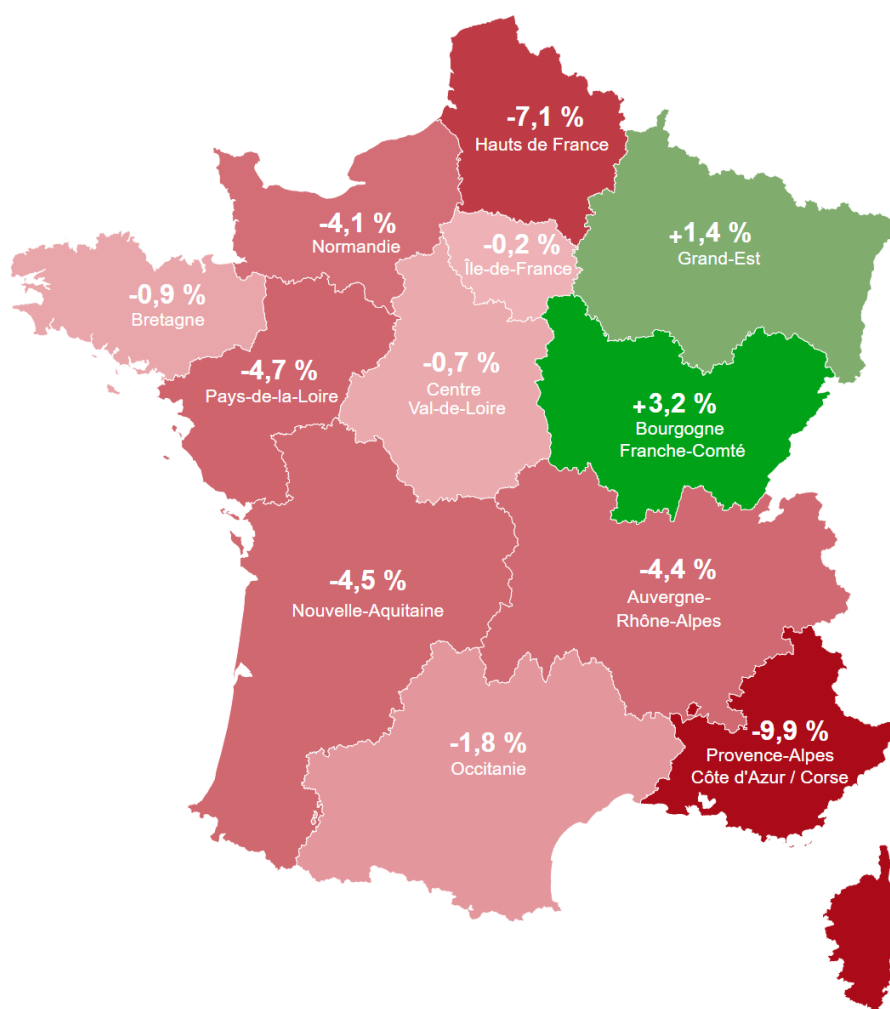 -7,1 %
Hauts de France
-4,1 %
Normandie
-0,2 %
Île-de-France
+1,4 %
Grand-Est
-0,9 %
Bretagne
-4,7 %
Pays-de-la-Loire
-0,7 %
Centre
Val-de-Loire
+3,2 %
Bourgogne
Franche-Comté
-4,5 %
Nouvelle-Aquitaine
-4,4 %
Auvergne-
Rhône-Alpes
-1,8 %
Occitanie
-9,9 %
Provence-Alpes
Côte d'Azur / Corse